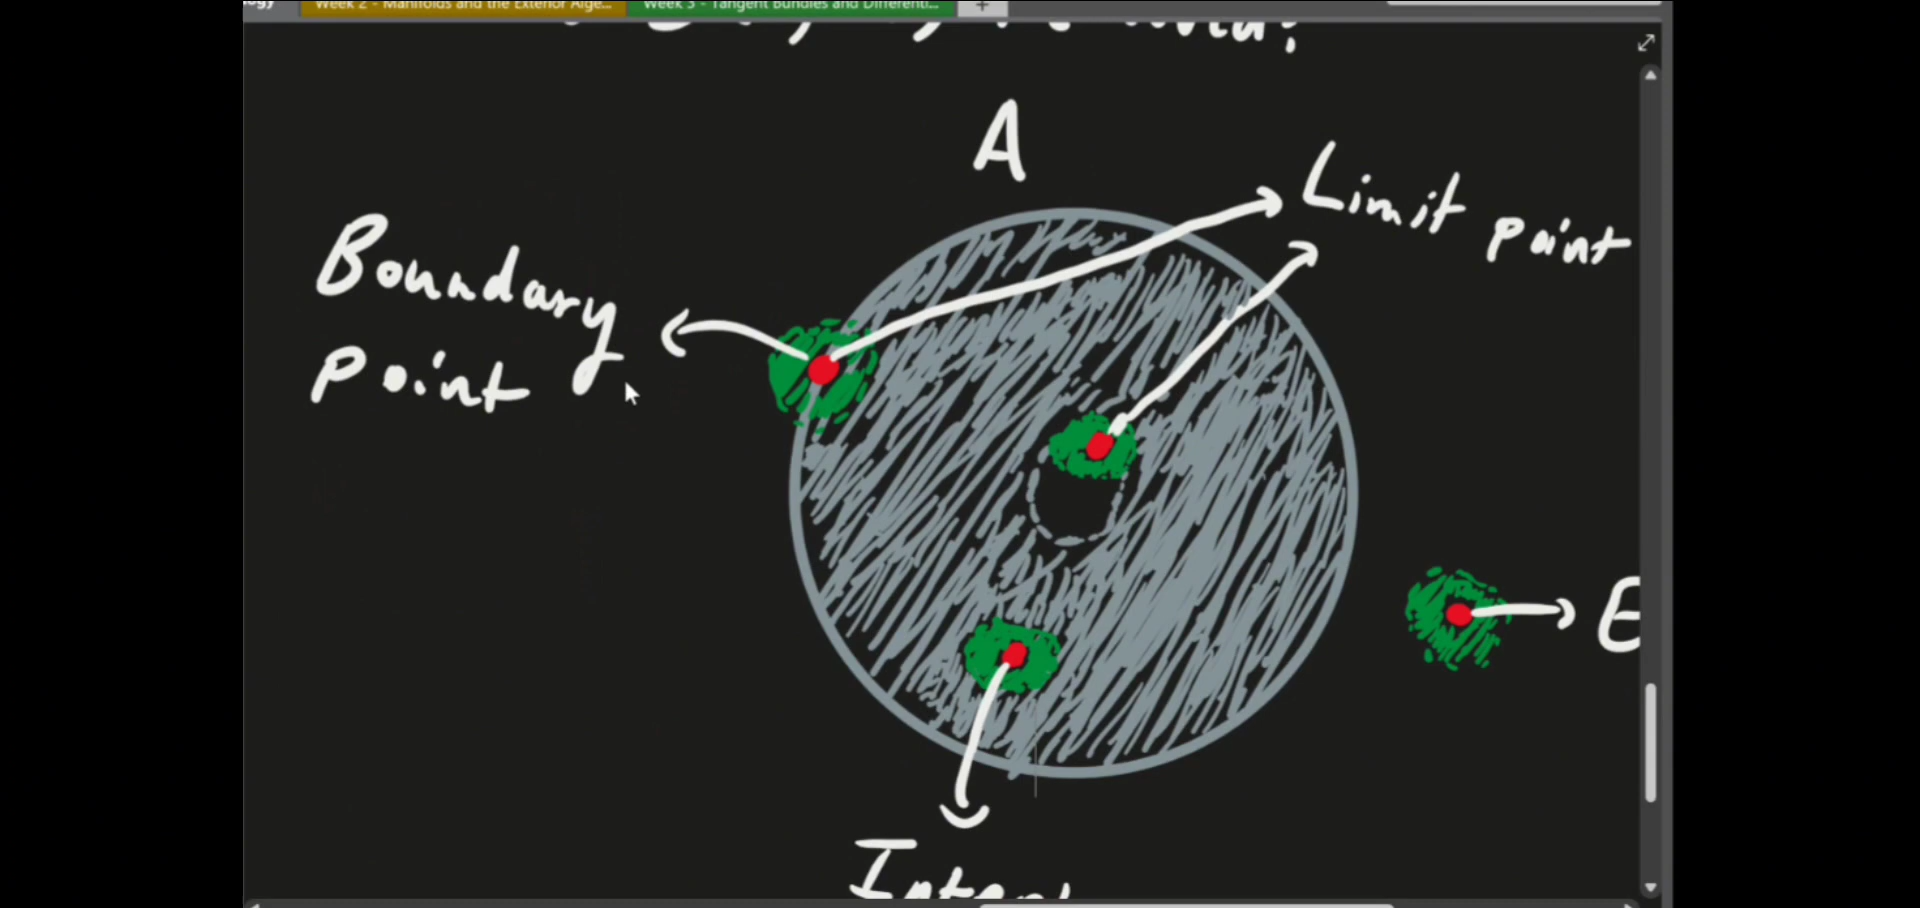 Week 2 - Manifolds and the Exterior Alge...
Week 3 - Tangent Bundles and Differenti...
A
Limit point
Boundary
point
E